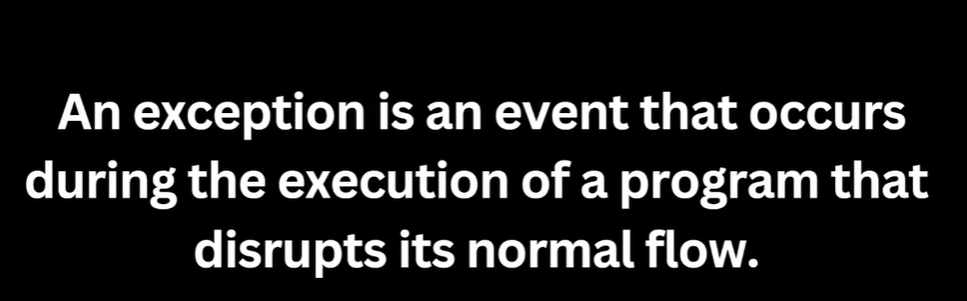 An exception is an event that occurs
during the execution of a program that
disrupts its normal flow.